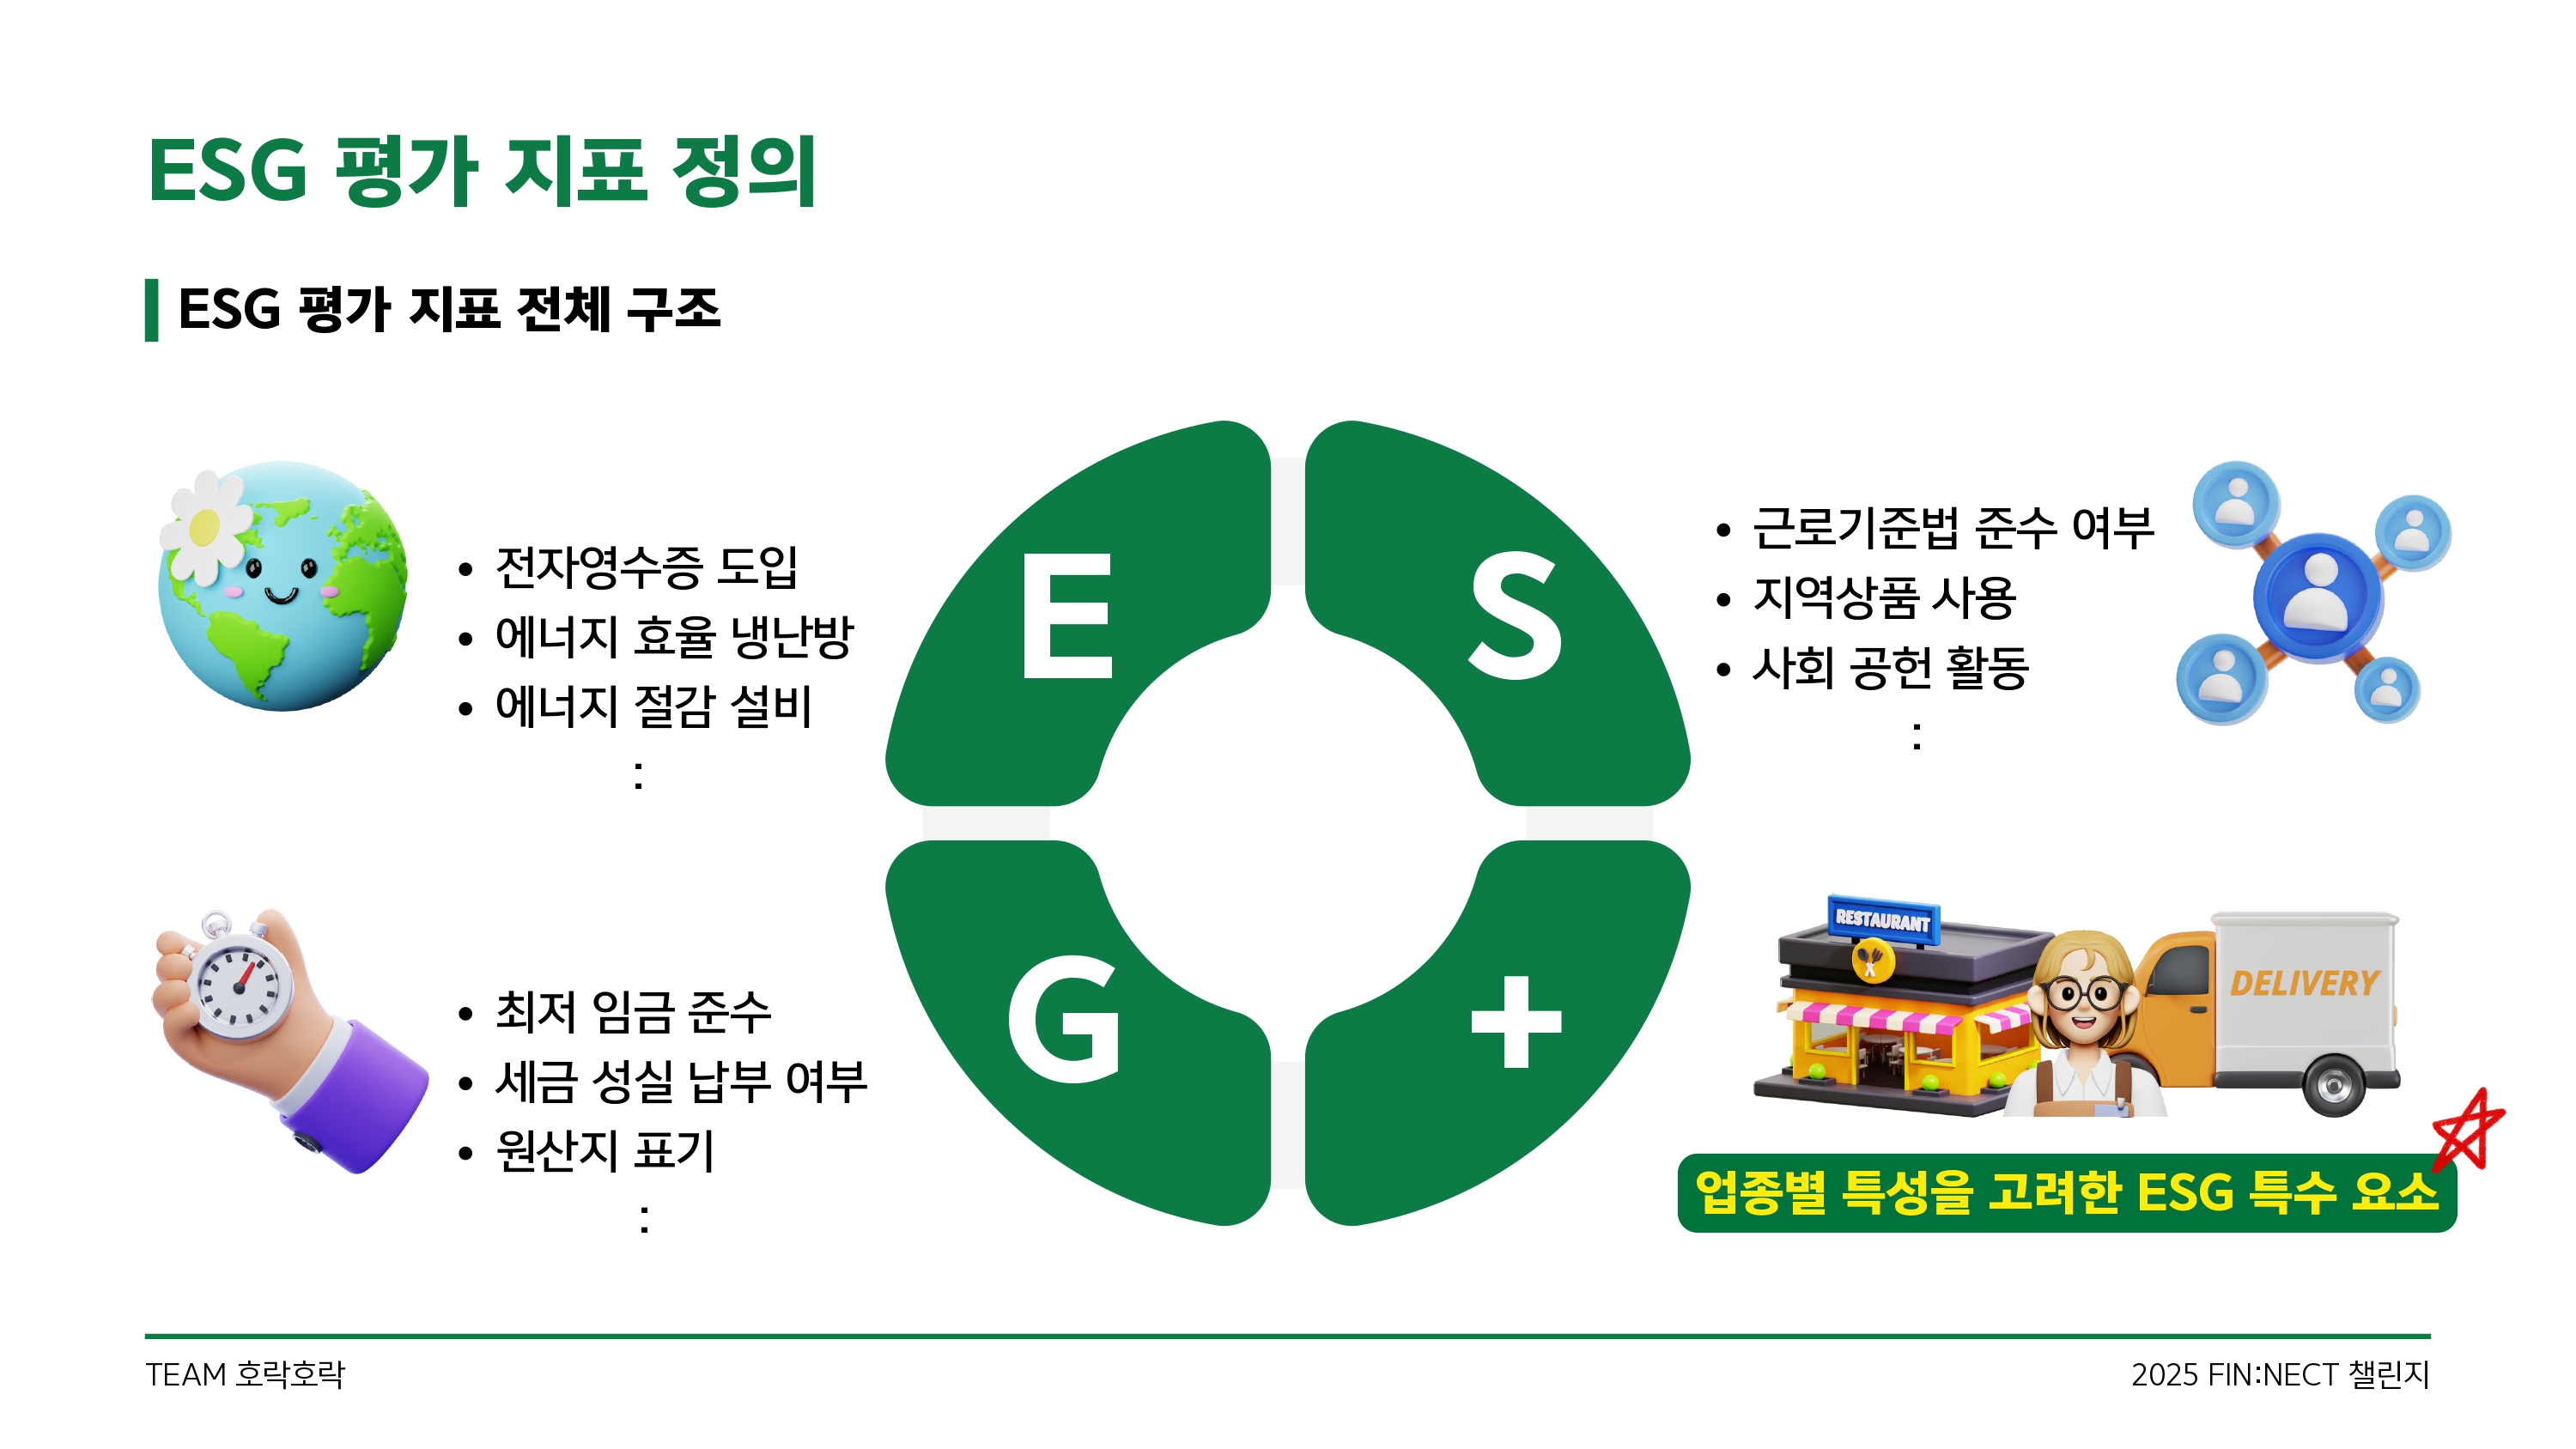 ESG 평가 지표 정의
ESG 평가 지표 전체 구조
E
• 전자영수증 도입
• 에너지 효율 냉난방
• 에너지 절감 설비
:
S
• 근로기준법 준수 여부
• 지역상품 사용
• 사회 공헌 활동
:
G
• 최저 임금 준수
• 세금 성실 납부 여부
• 원산지 표기
:
+
RESTAURANT
DELIVERY
업종별 특성을 고려한 ESG 특수 요소
TEAM 호락호락
2025 FIN:NECT 챌린지